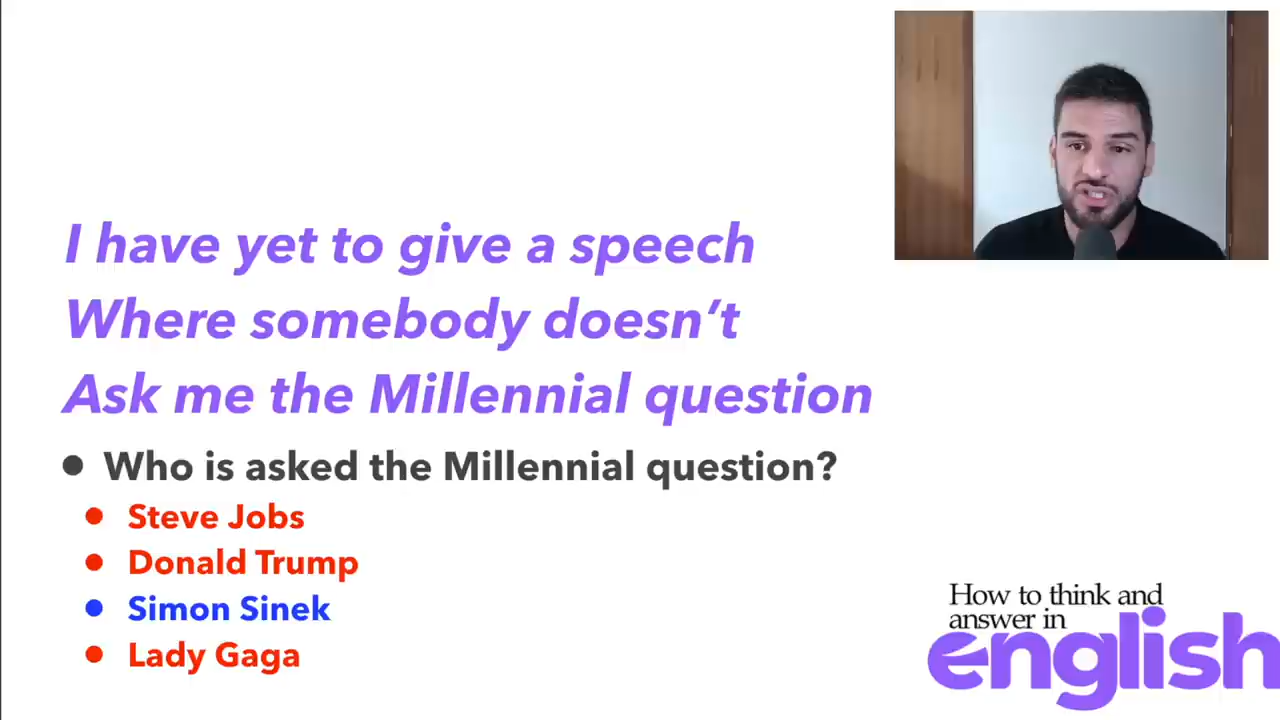 I have yet to give a speech
Where somebody doesn’t
Ask me the Millennial question
Who is asked the Millennial question?
Steve Jobs
Donald Trump
Simon Sinek
Lady Gaga
How to think and
answer in
english